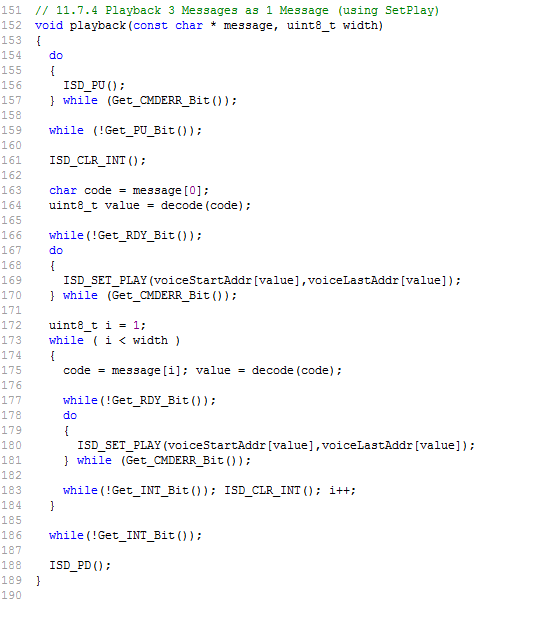 151 // 11.7.4 Playback 3 Messages as 1 Message (using SetPlay)
152 void playback(const char * message, uint8_t width)
153 {
154   do
155   {
156     ISD_PU();
157   } while (Get_CMDERR_Bit());
158
159   while (!Get_PU_Bit());
160
161   ISD_CLR_INT();
162
163   char code = message[0];
164   uint8_t value = decode(code);
165
166   while(!Get_RDY_Bit());
167   do
168   {
169     ISD_SET_PLAY(voiceStartAddr[value],voiceLastAddr[value]);
170   } while (Get_CMDERR_Bit());
171
172   uint8_t i = 1;
173   while ( i < width )
174   {
175     code = message[i]; value = decode(code);
176
177     while(!Get_RDY_Bit());
178     do
179     {
180       ISD_SET_PLAY(voiceStartAddr[value],voiceLastAddr[value]);
181     } while (Get_CMDERR_Bit());
182
183     while(!Get_INT_Bit()); ISD_CLR_INT(); i++;
184   }
185
186   while(!Get_INT_Bit());
187
188   ISD_PD();
189 }
190